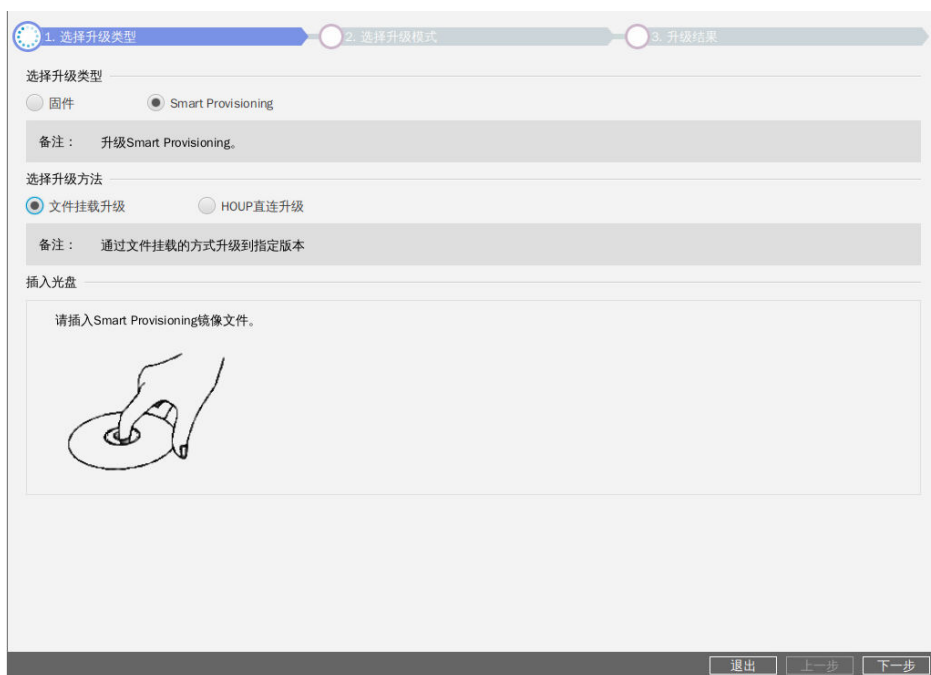 1. 选择升级类型
2. 选择升级模式
3. 升级结果
选择升级类型
固件 Smart Provisioning
备注： 升级Smart Provisioning。
选择升级方法
文件挂载升级 HOUP直连升级
备注： 通过文件挂载的方式升级到指定版本
插入光盘
请插入Smart Provisioning镜像文件。
退出 上一步 下一步